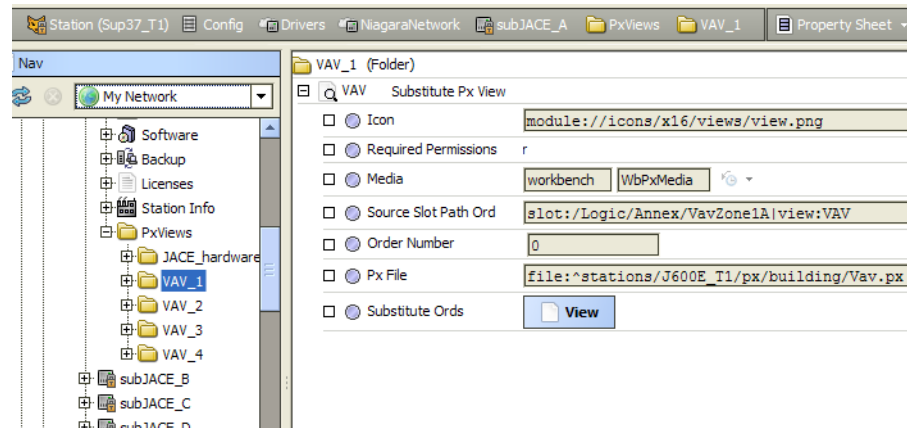 Station (Sup37_T1) Config Drivers NiagaraNetwork subJACE_A PxViews VAV_1 Property Sheet
Nav
My Network
Software
Backup
Licenses
Station Info
PxViews
JACE_hardware
VAV_1
VAV_2
VAV_3
VAV_4
subJACE_B
subJACE_C
subJACE_D
VAV_1 (Folder)
VAV Substitute Px View
Icon module://icons/x16/views/view.png
Required Permissions r
Media workbench WbPxMedia
Source Slot Path Ord slot:/Logic/Annex/VavZone1A|view:VAV
Order Number 0
Px File file:^stations/J600E_T1/px/building/Vav.px
Substitute Ords View